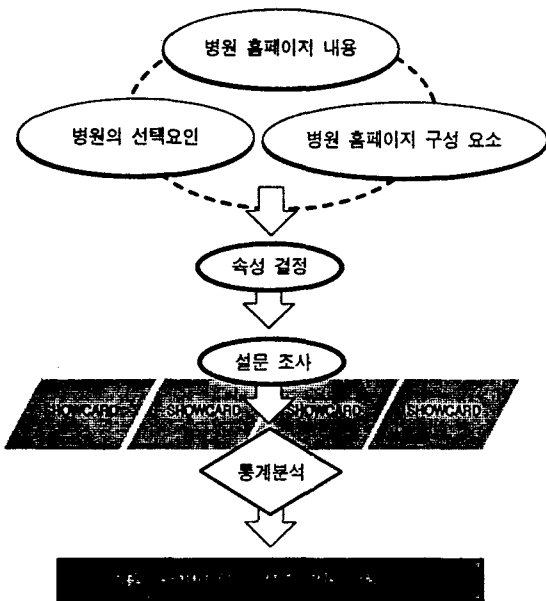 병원 홈페이지 내용
병원의 선택요인
병원 홈페이지 구성 요소
속성 결정
설문 조사
SHOWCARD SHOWCARD SHOWCARD SHOWCARD
통계분석